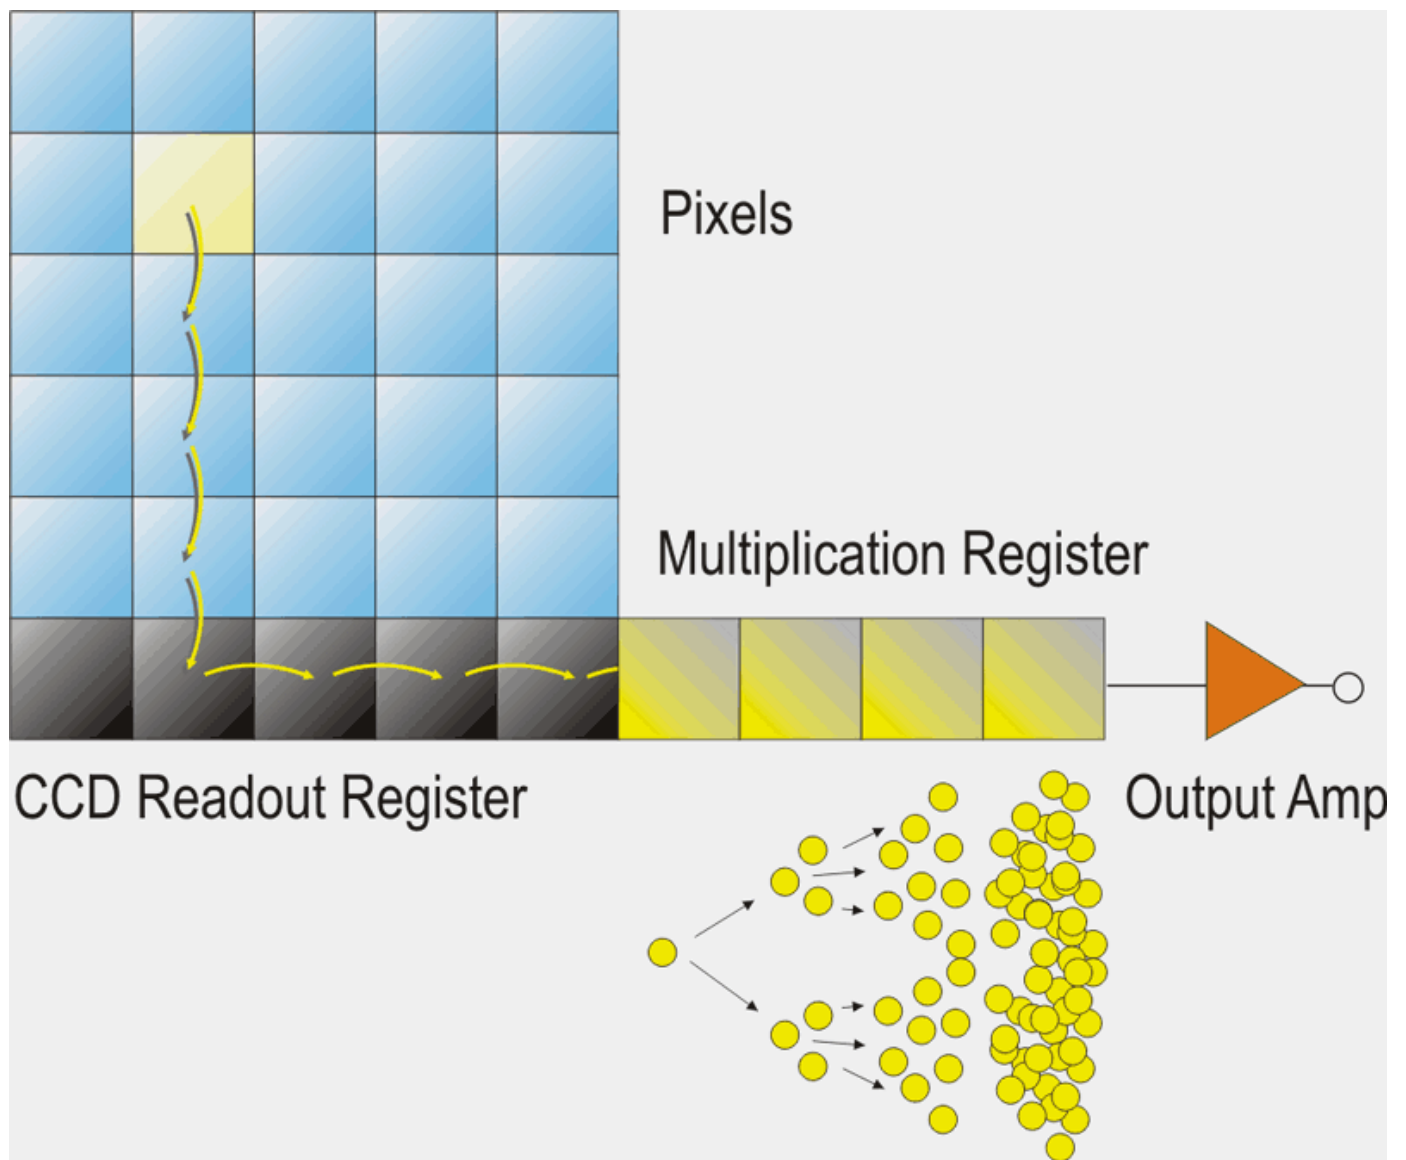 Pixels
Multiplication Register
CCD Readout Register
Output Amp